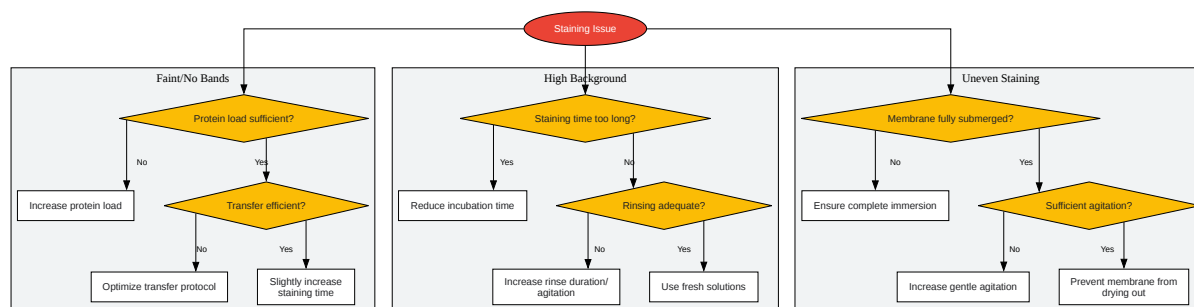 Staining Issue
Faint/No Bands
High Background
Uneven Staining
Protein load sufficient?
Staining time too long?
Membrane fully submerged?
No
Yes
Yes
No
No
Yes
Increase protein load
Transfer efficient?
Reduce incubation time
Rinsing adequate?
Ensure complete immersion
Sufficient agitation?
No
Yes
No
Yes
No
Yes
Optimize transfer protocol
Slightly increase
staining time
Increase rinse duration/
agitation
Use fresh solutions
Increase gentle agitation
Prevent membrane from
drying out